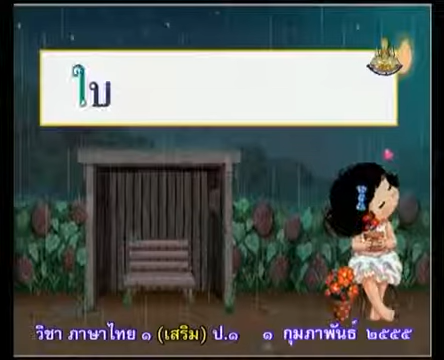 ใบ
วิชา ภาษาไทย ๑ (เสริม) ป.๑ ๑ กุมภาพันธ์ ๒๕๕๕